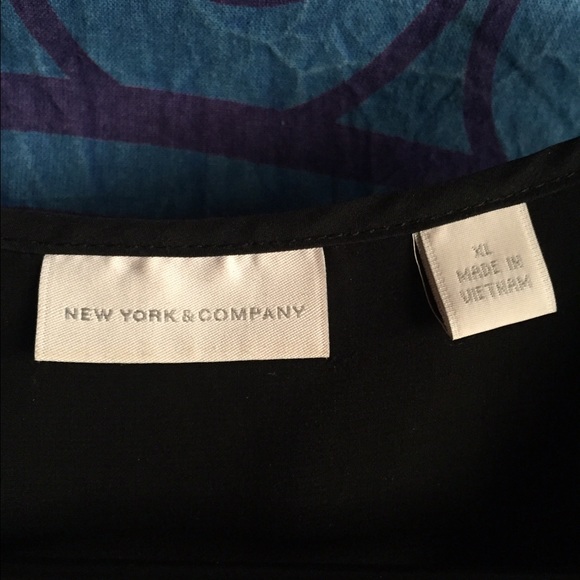 NEW YORK & COMPANY
XL
MADE IN
VIETNAM